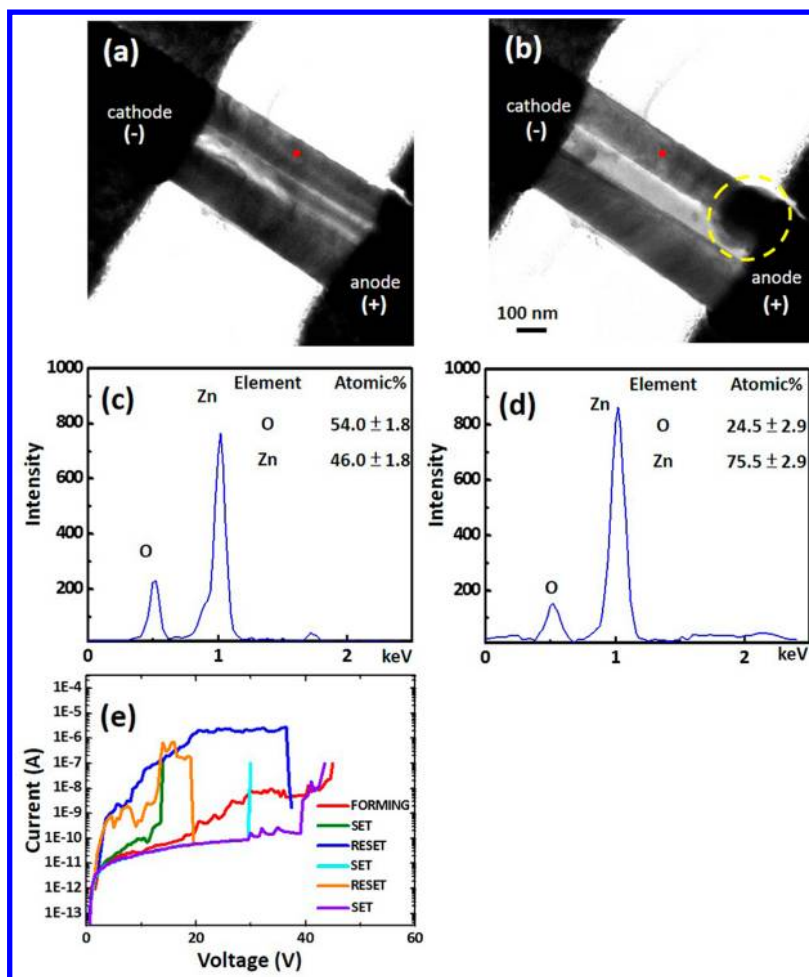 (a)
cathode
(-)
anode
(+)
(b)
cathode
(-)
anode
(+)
100 nm
1000
800
600
400
200
0
1
2
keV
Intensity
(c)
Zn
O
Element Atomic%
O 54.0 ± 1.8
Zn 46.0 ± 1.8
1000
800
600
400
200
0
1
2
keV
Intensity
(d)
Zn
O
Element Atomic%
O 24.5 ± 2.9
Zn 75.5 ± 2.9
(e)
1E-4
1E-5
1E-6
1E-7
1E-8
1E-9
1E-10
1E-11
1E-12
1E-13
Current (A)
FORMING
SET
RESET
SET
RESET
SET
0 20 40 60
Voltage (V)